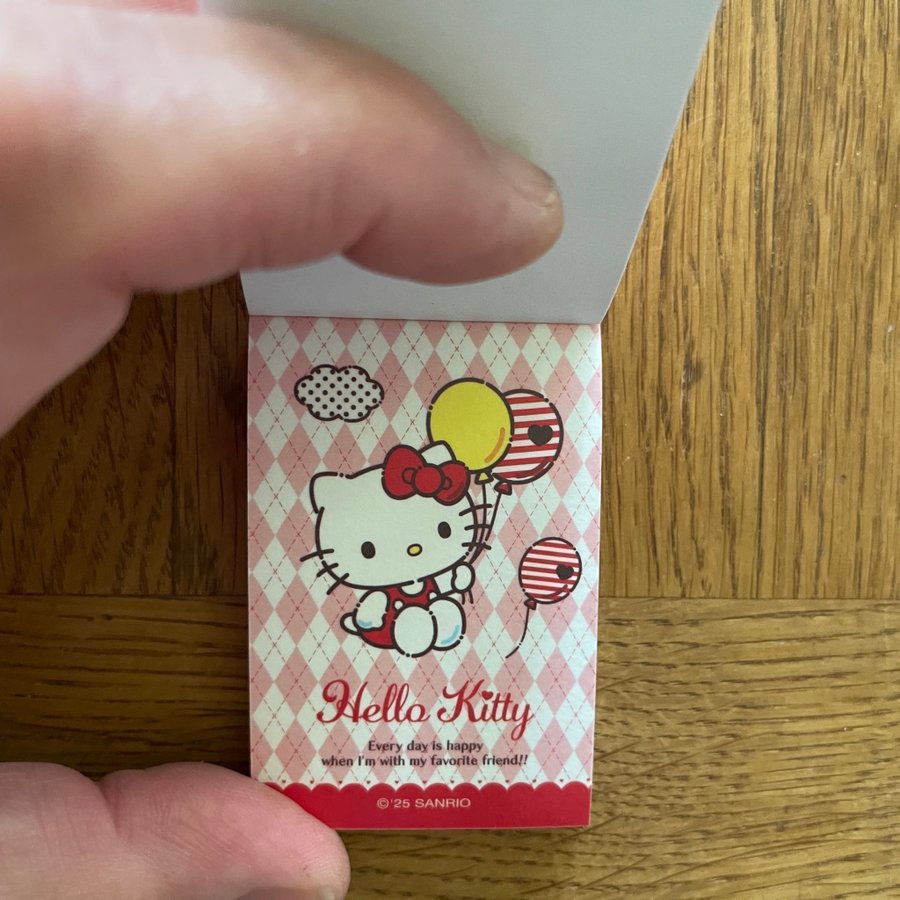 Hello Kitty
Every day is happy
when I'm with my favorite friend!!
©'25 SANRIO